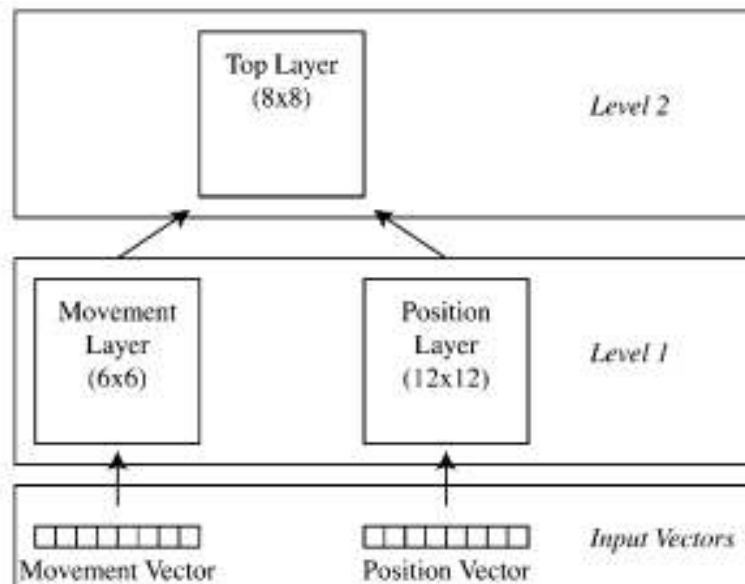 Top Layer
(8x8)
Level 2
Movement
Layer
(6x6)
Position
Layer
(12x12)
Level 1
Input Vectors
Movement Vector
Position Vector